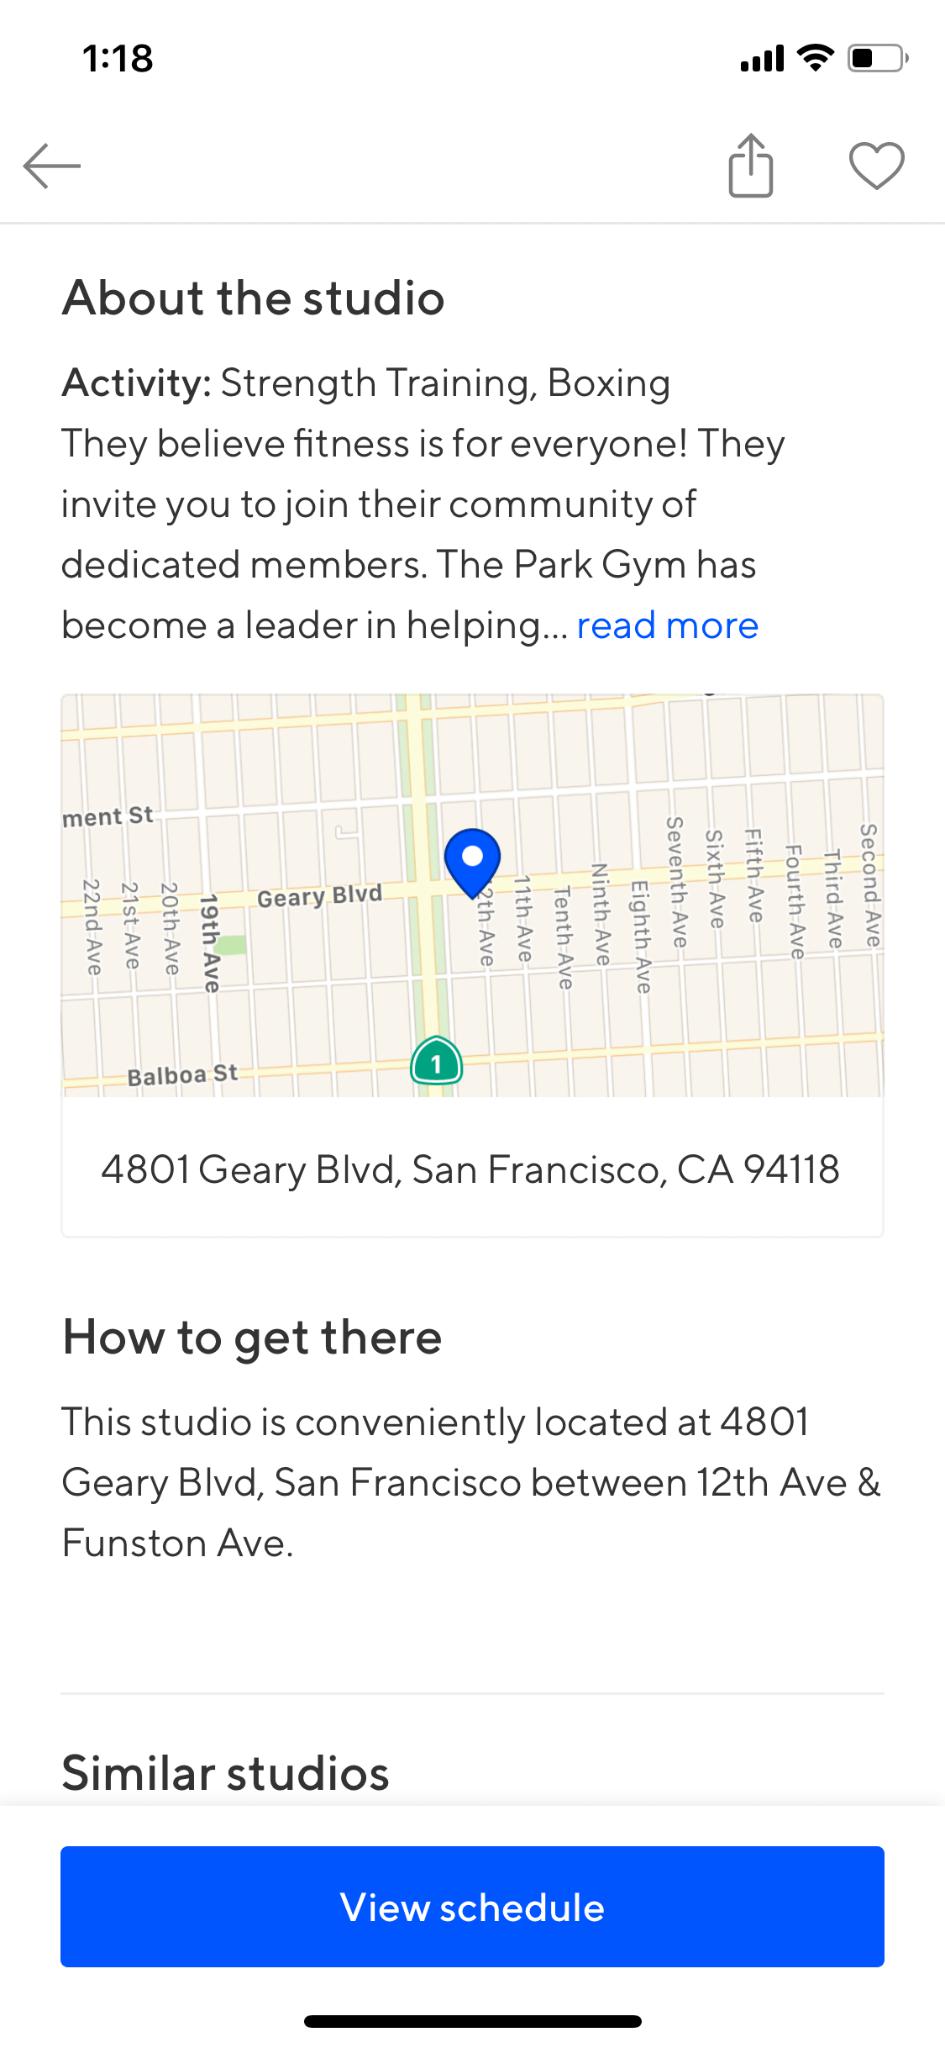 1:18
About the studio
Activity: Strength Training, Boxing
They believe fitness is for everyone! They
invite you to join their community of
dedicated members. The Park Gym has
become a leader in helping... read more
ment St
Geary Blvd
22nd Ave
21st Ave
20th Ave
19th Ave
2th Ave
11th Ave
Tenth Ave
Ninth Ave
Eighth Ave
Seventh Ave
Sixth Ave
Fifth Ave
Fourth Ave
Third Ave
Second Ave
Balboa St
1
4801 Geary Blvd, San Francisco, CA 94118
How to get there
This studio is conveniently located at 4801
Geary Blvd, San Francisco between 12th Ave &
Funston Ave.
Similar studios
View schedule